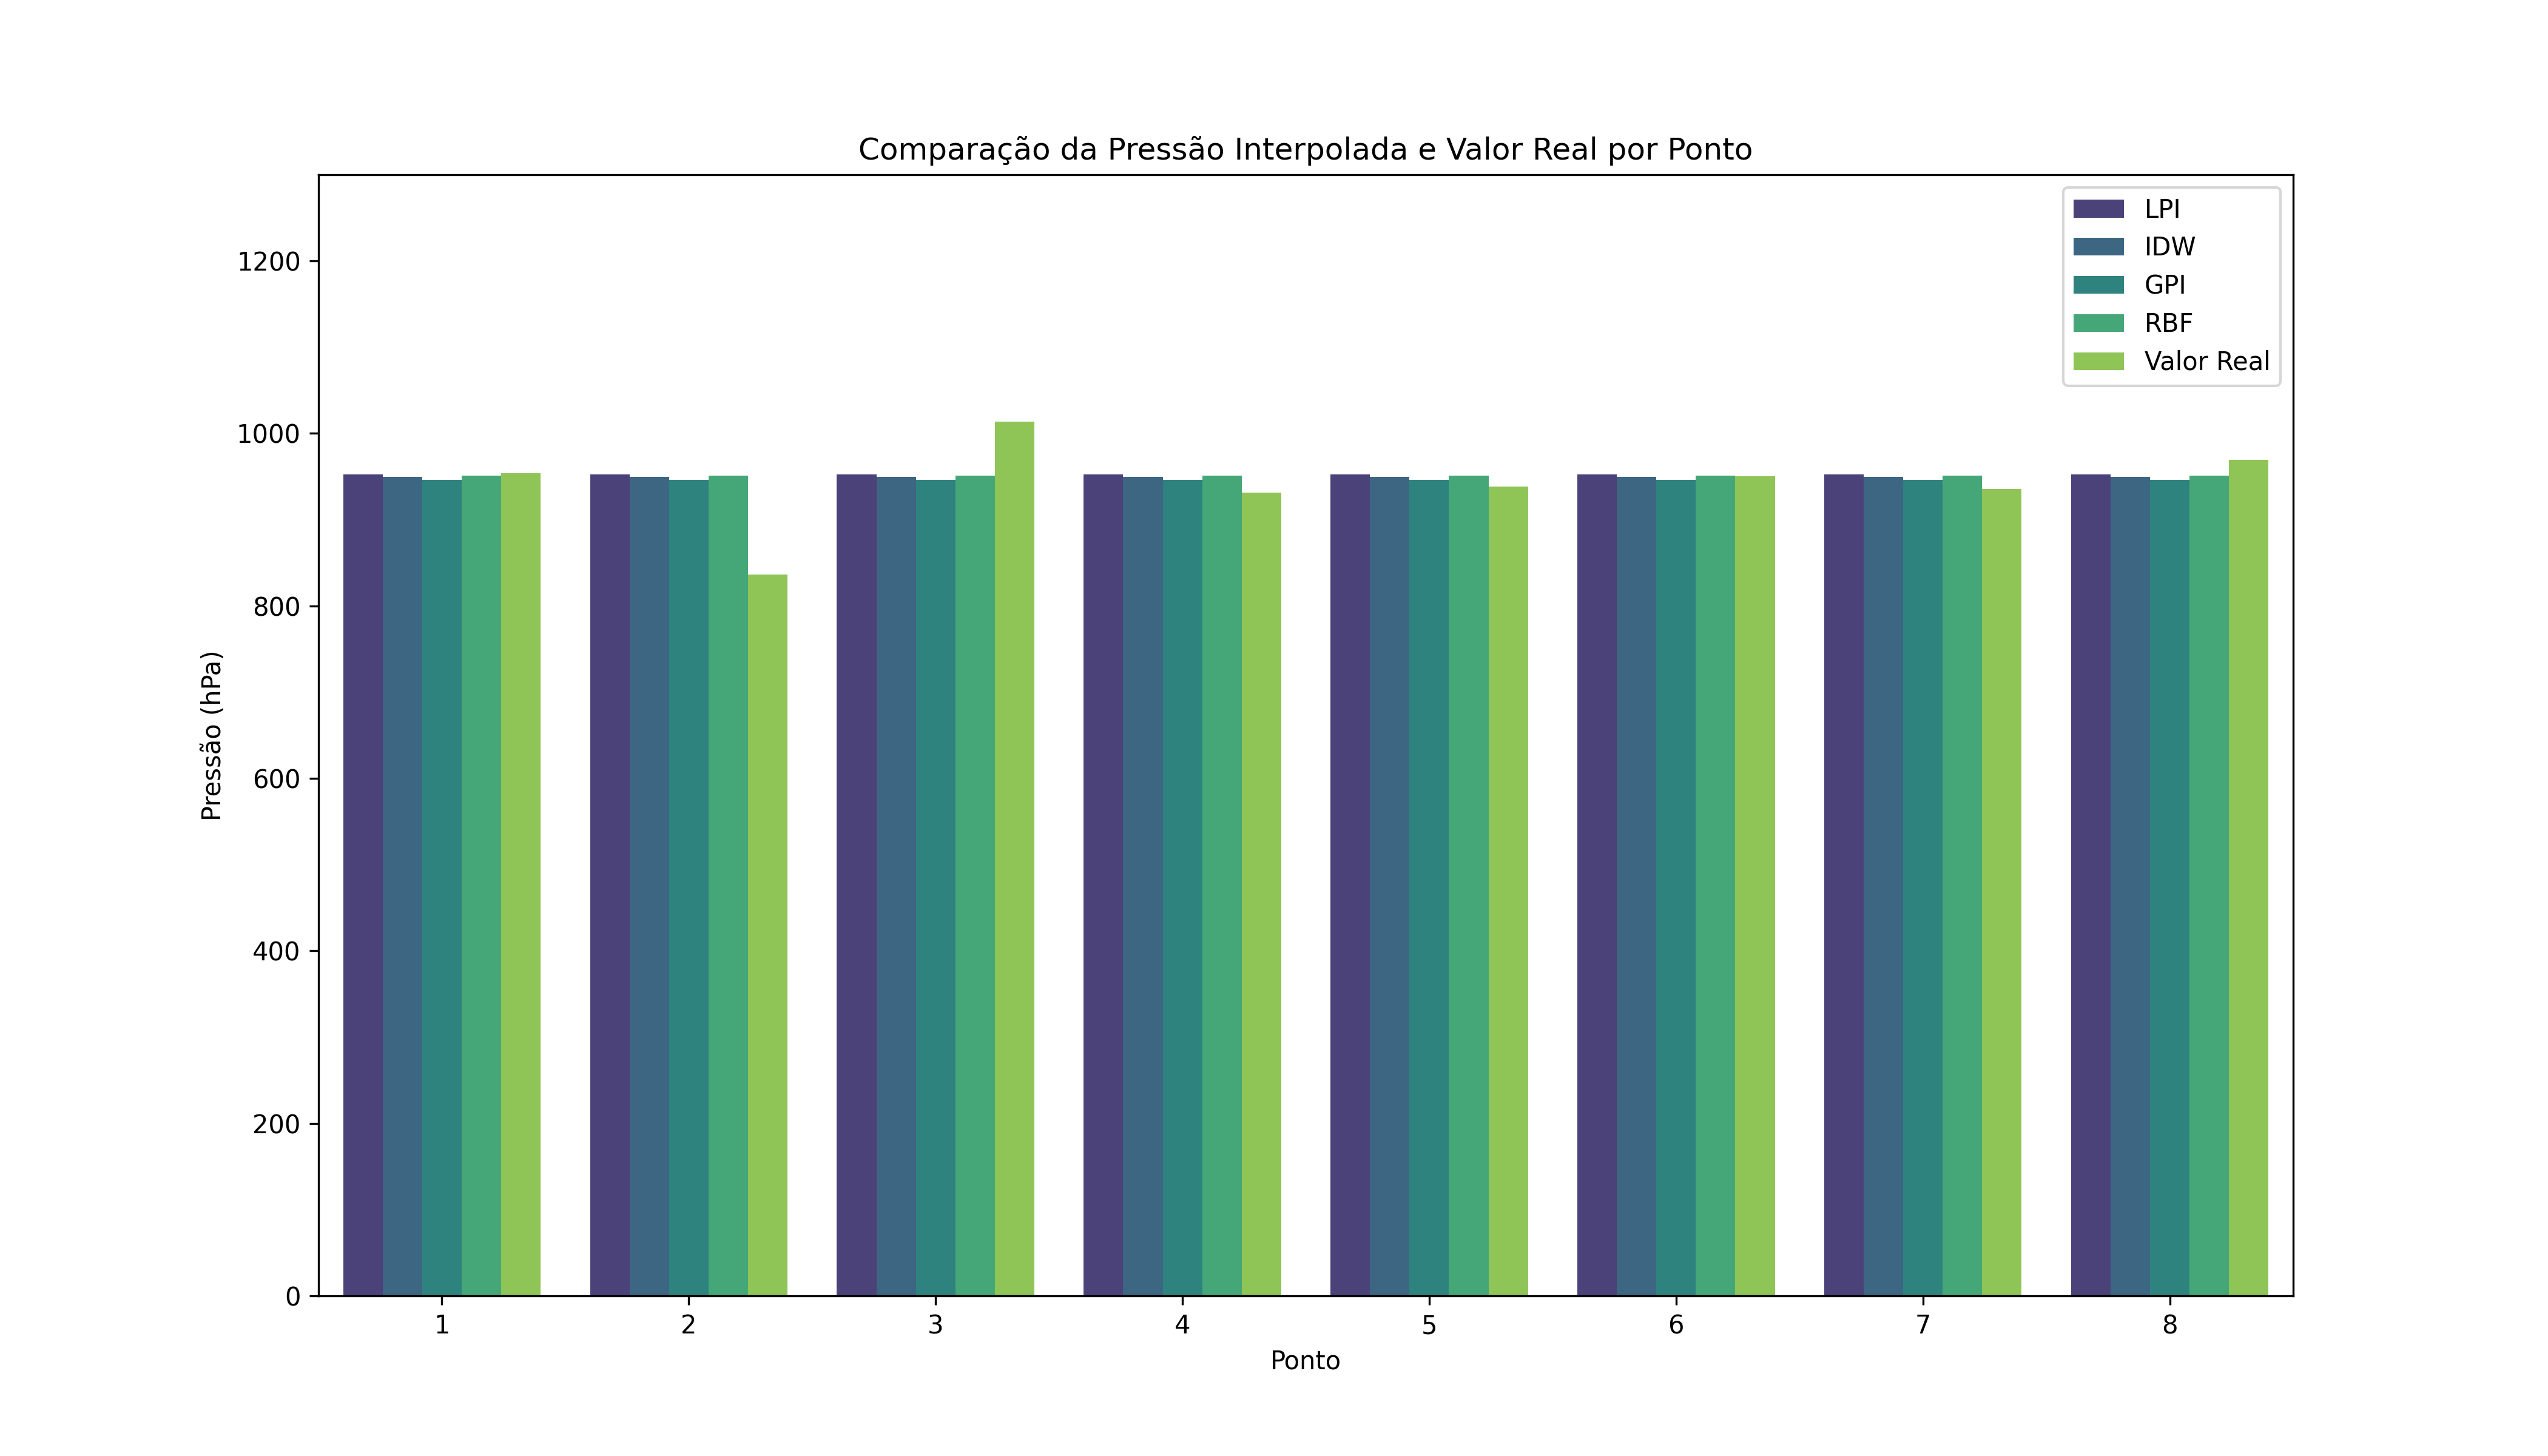 Comparação da Pressão Interpolada e Valor Real por Ponto
LPI
IDW
GPI
RBF
Valor Real
Pressão (hPa)
1200
1000
800
600
400
200
0
1 2 3 4 5 6 7 8
Ponto